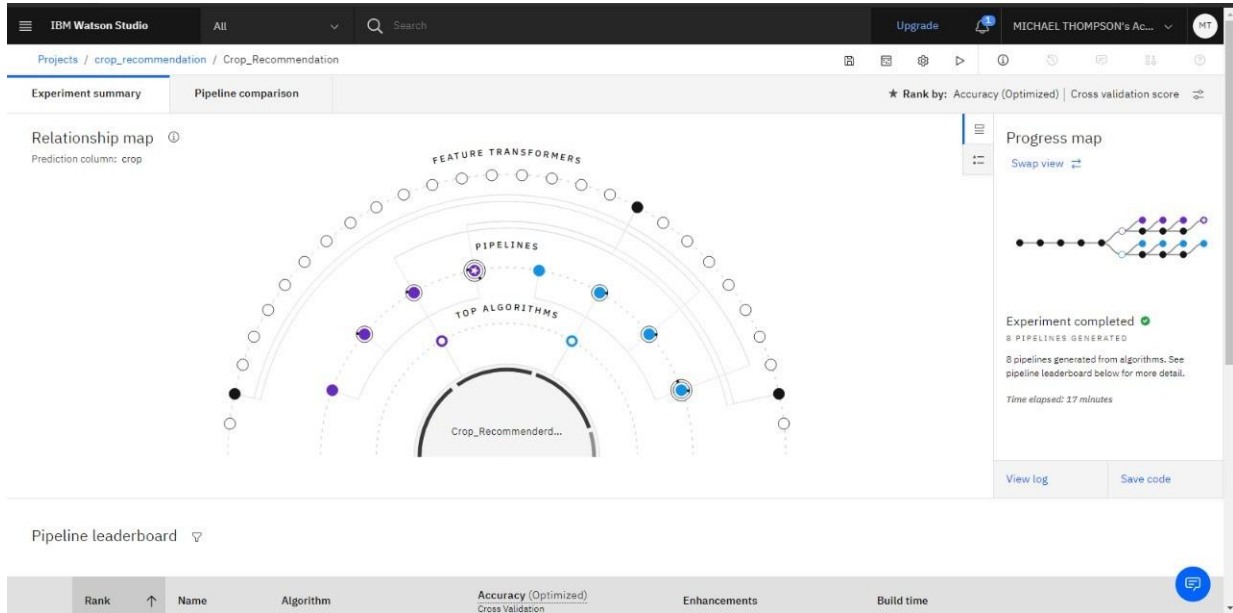 IBM Watson Studio
All
Search
Upgrade
1
MICHAEL THOMPSON's Ac...
MT
Projects / crop_recommendation / Crop_Recommendation
Experiment summary
Pipeline comparison
★ Rank by: Accuracy (Optimized) | Cross validation score
Relationship map
Prediction column: crop
FEATURE TRANSFORMERS
PIPELINES
TOP ALGORITHMS
Crop_Recommenderd...
Progress map
Swap view
Experiment completed
8 PIPELINES GENERATED
8 pipelines generated from algorithms. See
pipeline leaderboard below for more detail.
Time elapsed: 17 minutes
View log
Save code
Pipeline leaderboard
Rank
Name
Algorithm
Accuracy (Optimized)
Cross Validation
Enhancements
Build time